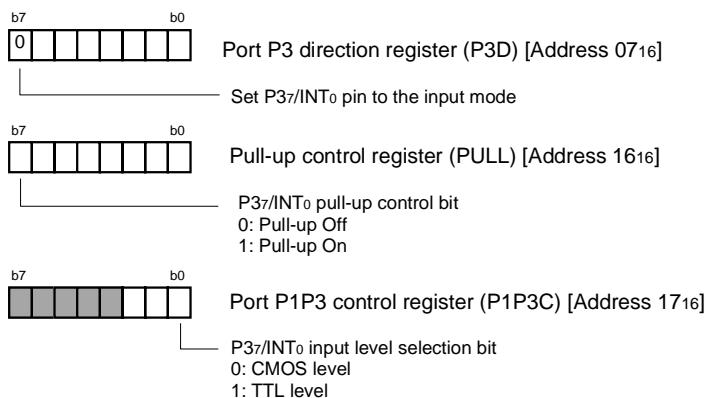 b7 b0
0
Port P3 direction register (P3D) [Address 0716]
Set P37/INT0 pin to the input mode
b7 b0
Pull-up control register (PULL) [Address 1616]
P37/INT0 pull-up control bit
0: Pull-up Off
1: Pull-up On
b7 b0
Port P1P3 control register (P1P3C) [Address 1716]
P37/INT0 input level selection bit
0: CMOS level
1: TTL level